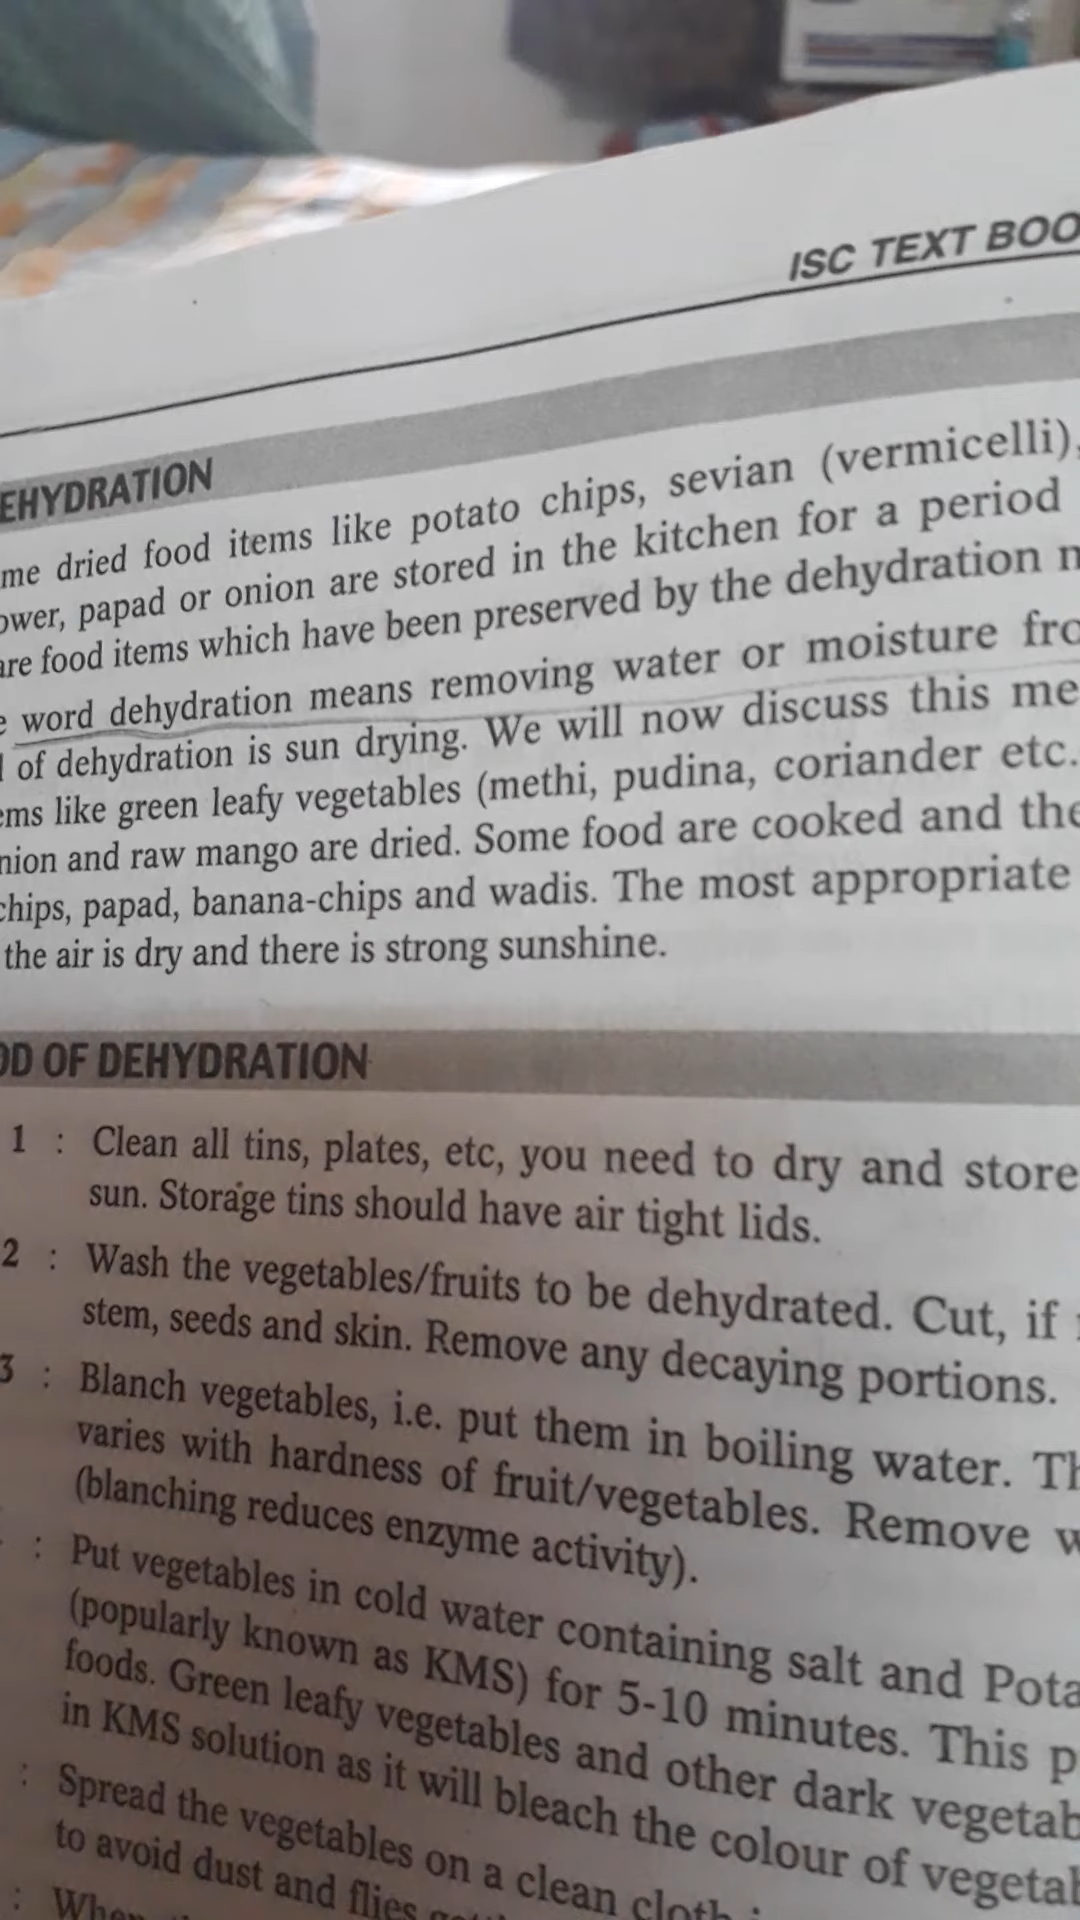 ISC TEXT BOO
EHYDRATION
me dried food items like potato chips, sevian (vermicelli),
ower, papad or onion are stored in the kitchen for a period
are food items which have been preserved by the dehydration m
e word dehydration means removing water or moisture fro
l of dehydration is sun drying. We will now discuss this me
ems like green leafy vegetables (methi, pudina, coriander etc.
nion and raw mango are dried. Some food are cooked and the
chips, papad, banana-chips and wadis. The most appropriate
the air is dry and there is strong sunshine.
OD OF DEHYDRATION
1 : Clean all tins, plates, etc, you need to dry and store
sun. Storage tins should have air tight lids.
2 : Wash the vegetables/fruits to be dehydrated. Cut, if
stem, seeds and skin. Remove any decaying portions.
3 : Blanch vegetables, i.e. put them in boiling water. Th
varies with hardness of fruit/vegetables. Remove w
(blanching reduces enzyme activity).
: Put vegetables in cold water containing salt and Pota
(popularly known as KMS) for 5-10 minutes. This p
foods. Green leafy vegetables and other dark vegetab
in KMS solution as it will bleach the colour of vegetab
: Spread the vegetables on a clean cloth
to avoid dust and flies
: When